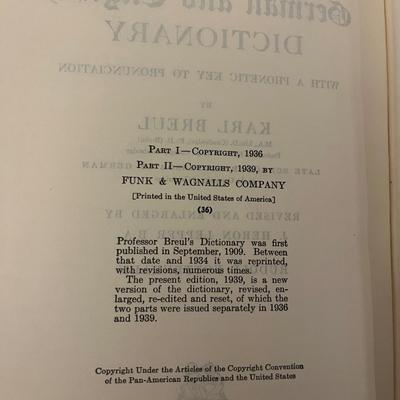 Part I—Copyright, 1936
Part II—Copyright, 1939, by
FUNK & WAGNALLS COMPANY
[Printed in the United States of America]
(36)
Professor Breul's Dictionary was first
published in September, 1909. Between
that date and 1934 it was reprinted,
with revisions, numerous times.
The present edition, 1939, is a new
version of the dictionary, revised, en-
larged, re-edited and reset, of which the
two parts were issued separately in 1936
and 1939.
Copyright Under the Articles of the Copyright Convention
of the Pan-American Republics and the United States